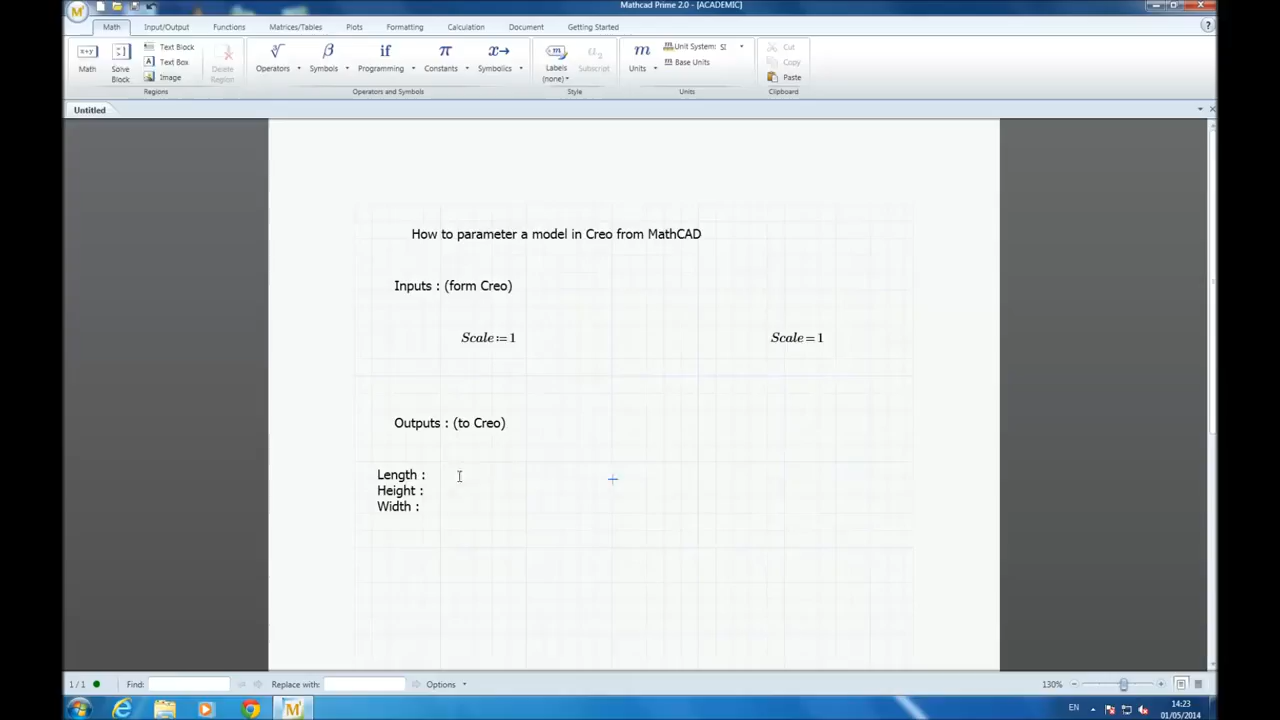 Mathcad Prime 2.0 - [ACADEMIC]
Math Input/Output Functions Matrices/Tables Plots Formatting Calculation Document Getting Started
Math
Solve Block
Text Block
Text Box
Image
Delete Region
Regions
Operators
Symbols
if
Programming
π
Constants
Symbolics
Operators and Symbols
Labels (none)
Subscript
Style
Units
Unit System: SI
Base Units
Units
Cut
Copy
Paste
Clipboard
Untitled
How to parameter a model in Creo from MathCAD
Inputs : (form Creo)
Scale := 1
Scale = 1
Outputs : (to Creo)
Length :
Height :
Width :
1 / 1 Find: Replace with: Options 130%
EN 14:23
01/05/2014